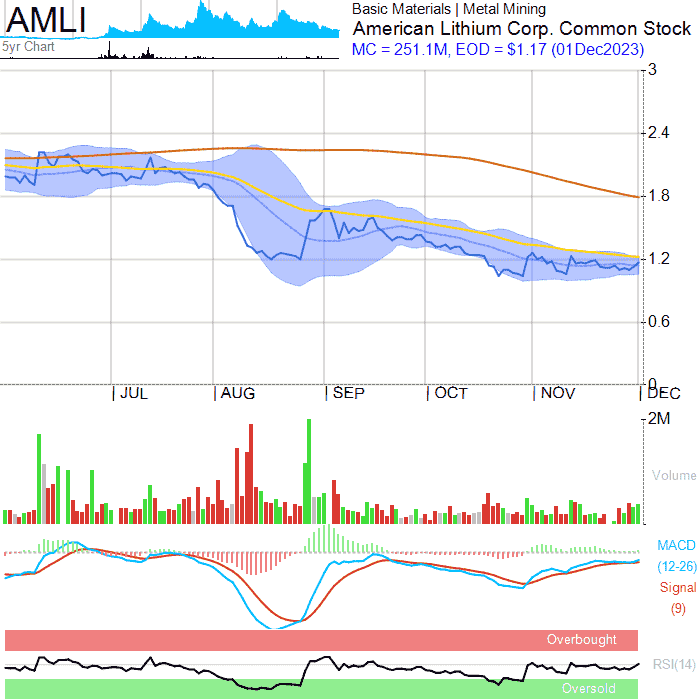 AMLI
5yr Chart
Basic Materials | Metal Mining
American Lithium Corp. Common Stock
MC = 251.1M, EOD = $1.17 (01Dec2023)
3
2.4
1.8
1.2
0.6
0
JUL AUG SEP OCT NOV DEC
2M
Volume
MACD
(12-26)
Signal
(9)
Overbought
RSI(14)
Oversold